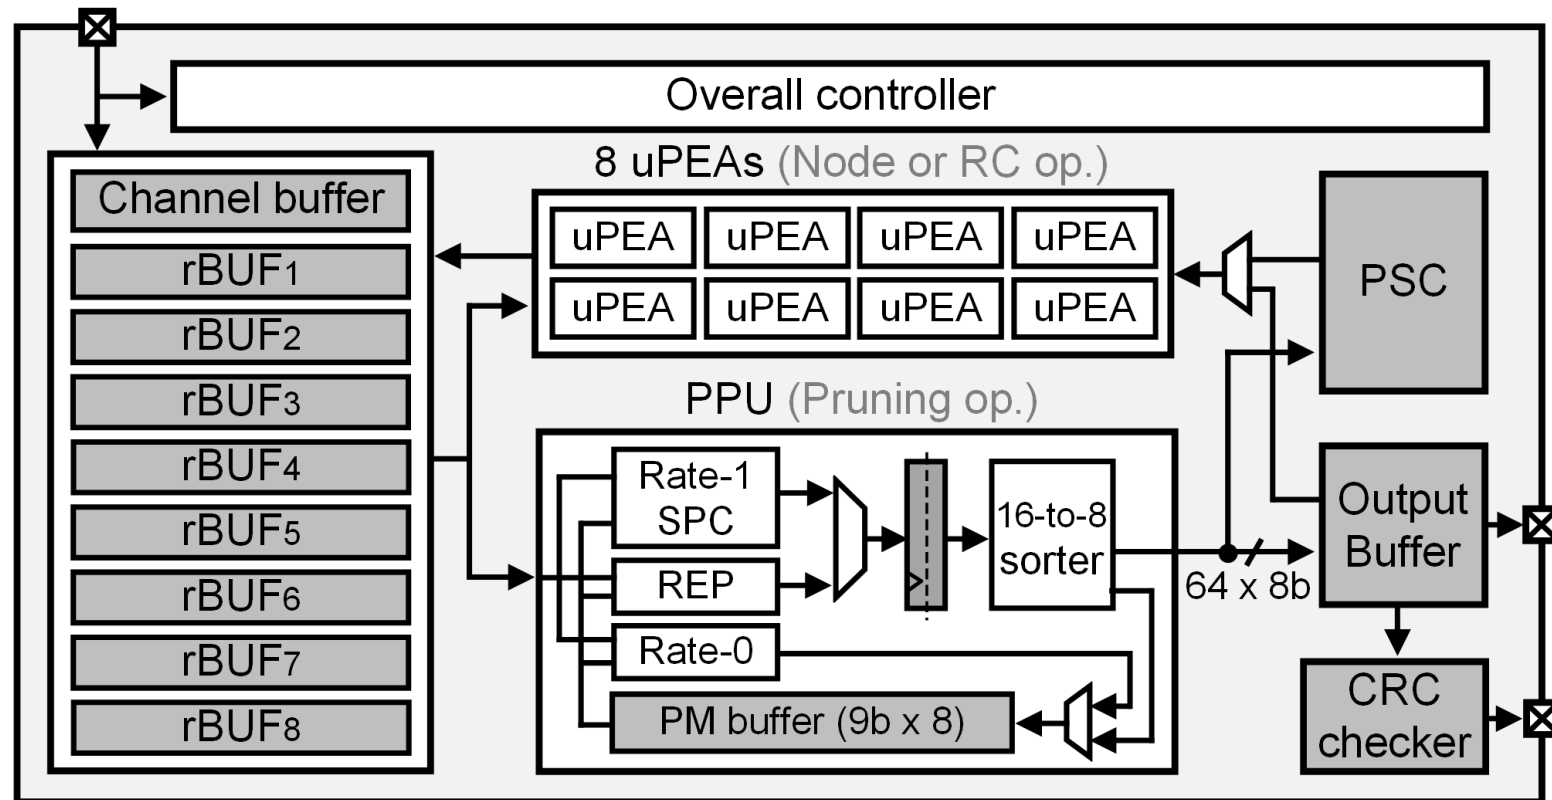 Overall controller
8 uPEAs (Node or RC op.)
Channel buffer
rBUF1
rBUF2
rBUF3
rBUF4
rBUF5
rBUF6
rBUF7
rBUF8
uPEA uPEA uPEA uPEA
uPEA uPEA uPEA uPEA
PSC
PPU (Pruning op.)
Rate-1
SPC
REP
Rate-0
PM buffer (9b x 8)
16-to-8
sorter
64 x 8b
Output
Buffer
CRC
checker